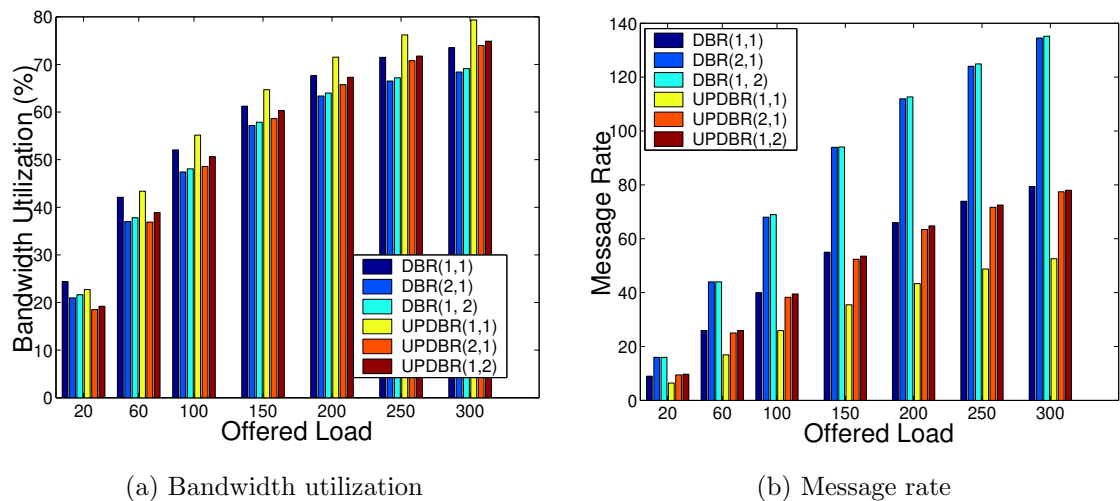 80
70
60
50
40
30
20
10
0
Bandwidth Utilization (%)
DBR(1,1)
DBR(2,1)
DBR(1, 2)
UPDBR(1,1)
UPDBR(2,1)
UPDBR(1,2)
20 60 100 150 200 250 300
Offered Load
(a) Bandwidth utilization
140
120
100
80
60
40
20
0
Message Rate
DBR(1,1)
DBR(2,1)
DBR(1, 2)
UPDBR(1,1)
UPDBR(2,1)
UPDBR(1,2)
20 60 100 150 200 250 300
Offered Load
(b) Message rate